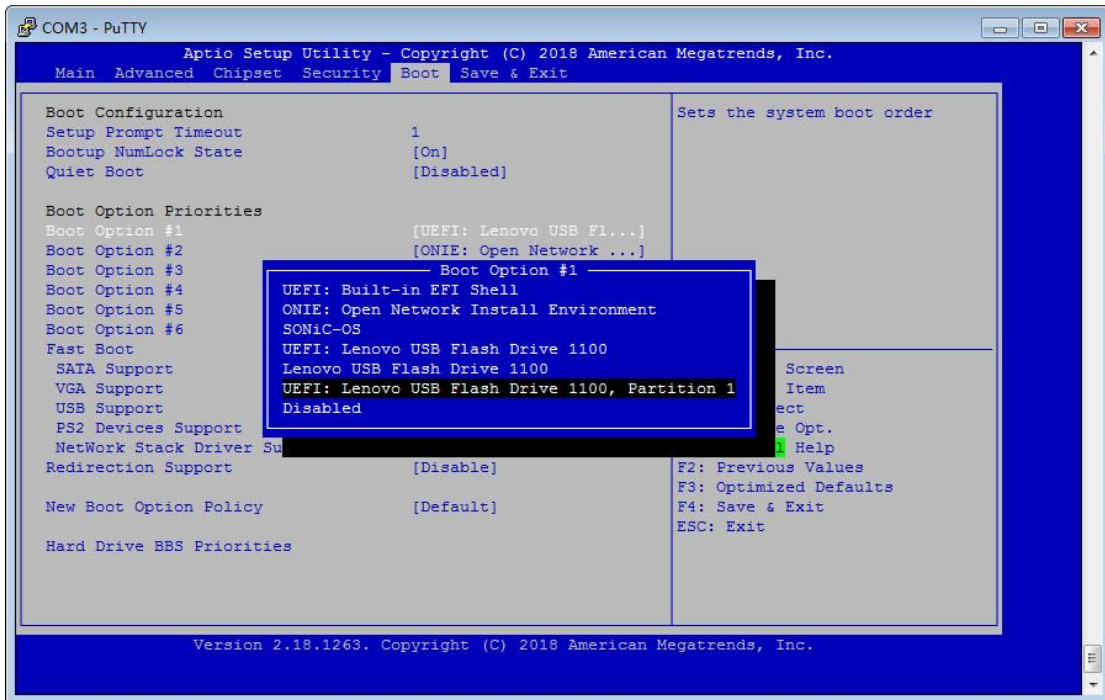 COM3 - PuTTY
Aptio Setup Utility - Copyright (C) 2018 American Megatrends, Inc.
Main Advanced Chipset Security Boot Save & Exit
Boot Configuration
Setup Prompt Timeout 1
Bootup NumLock State [On]
Quiet Boot [Disabled]
Boot Option Priorities
Boot Option #1 [UEFI: Lenovo USB Fl...]
Boot Option #2 [ONIE: Open Network ...]
Boot Option #3
Boot Option #4
Boot Option #5
Boot Option #6
Fast Boot
SATA Support
VGA Support
USB Support
PS2 Devices Support
NetWork Stack Driver Su
Redirection Support [Disable]
New Boot Option Policy [Default]
Hard Drive BBS Priorities
Boot Option #1
UEFI: Built-in EFI Shell
ONIE: Open Network Install Environment
SONiC-OS
UEFI: Lenovo USB Flash Drive 1100
Lenovo USB Flash Drive 1100
UEFI: Lenovo USB Flash Drive 1100, Partition 1
Disabled
Sets the system boot order
Screen
Item
ect
e Opt.
l Help
F2: Previous Values
F3: Optimized Defaults
F4: Save & Exit
ESC: Exit
Version 2.18.1263. Copyright (C) 2018 American Megatrends, Inc.